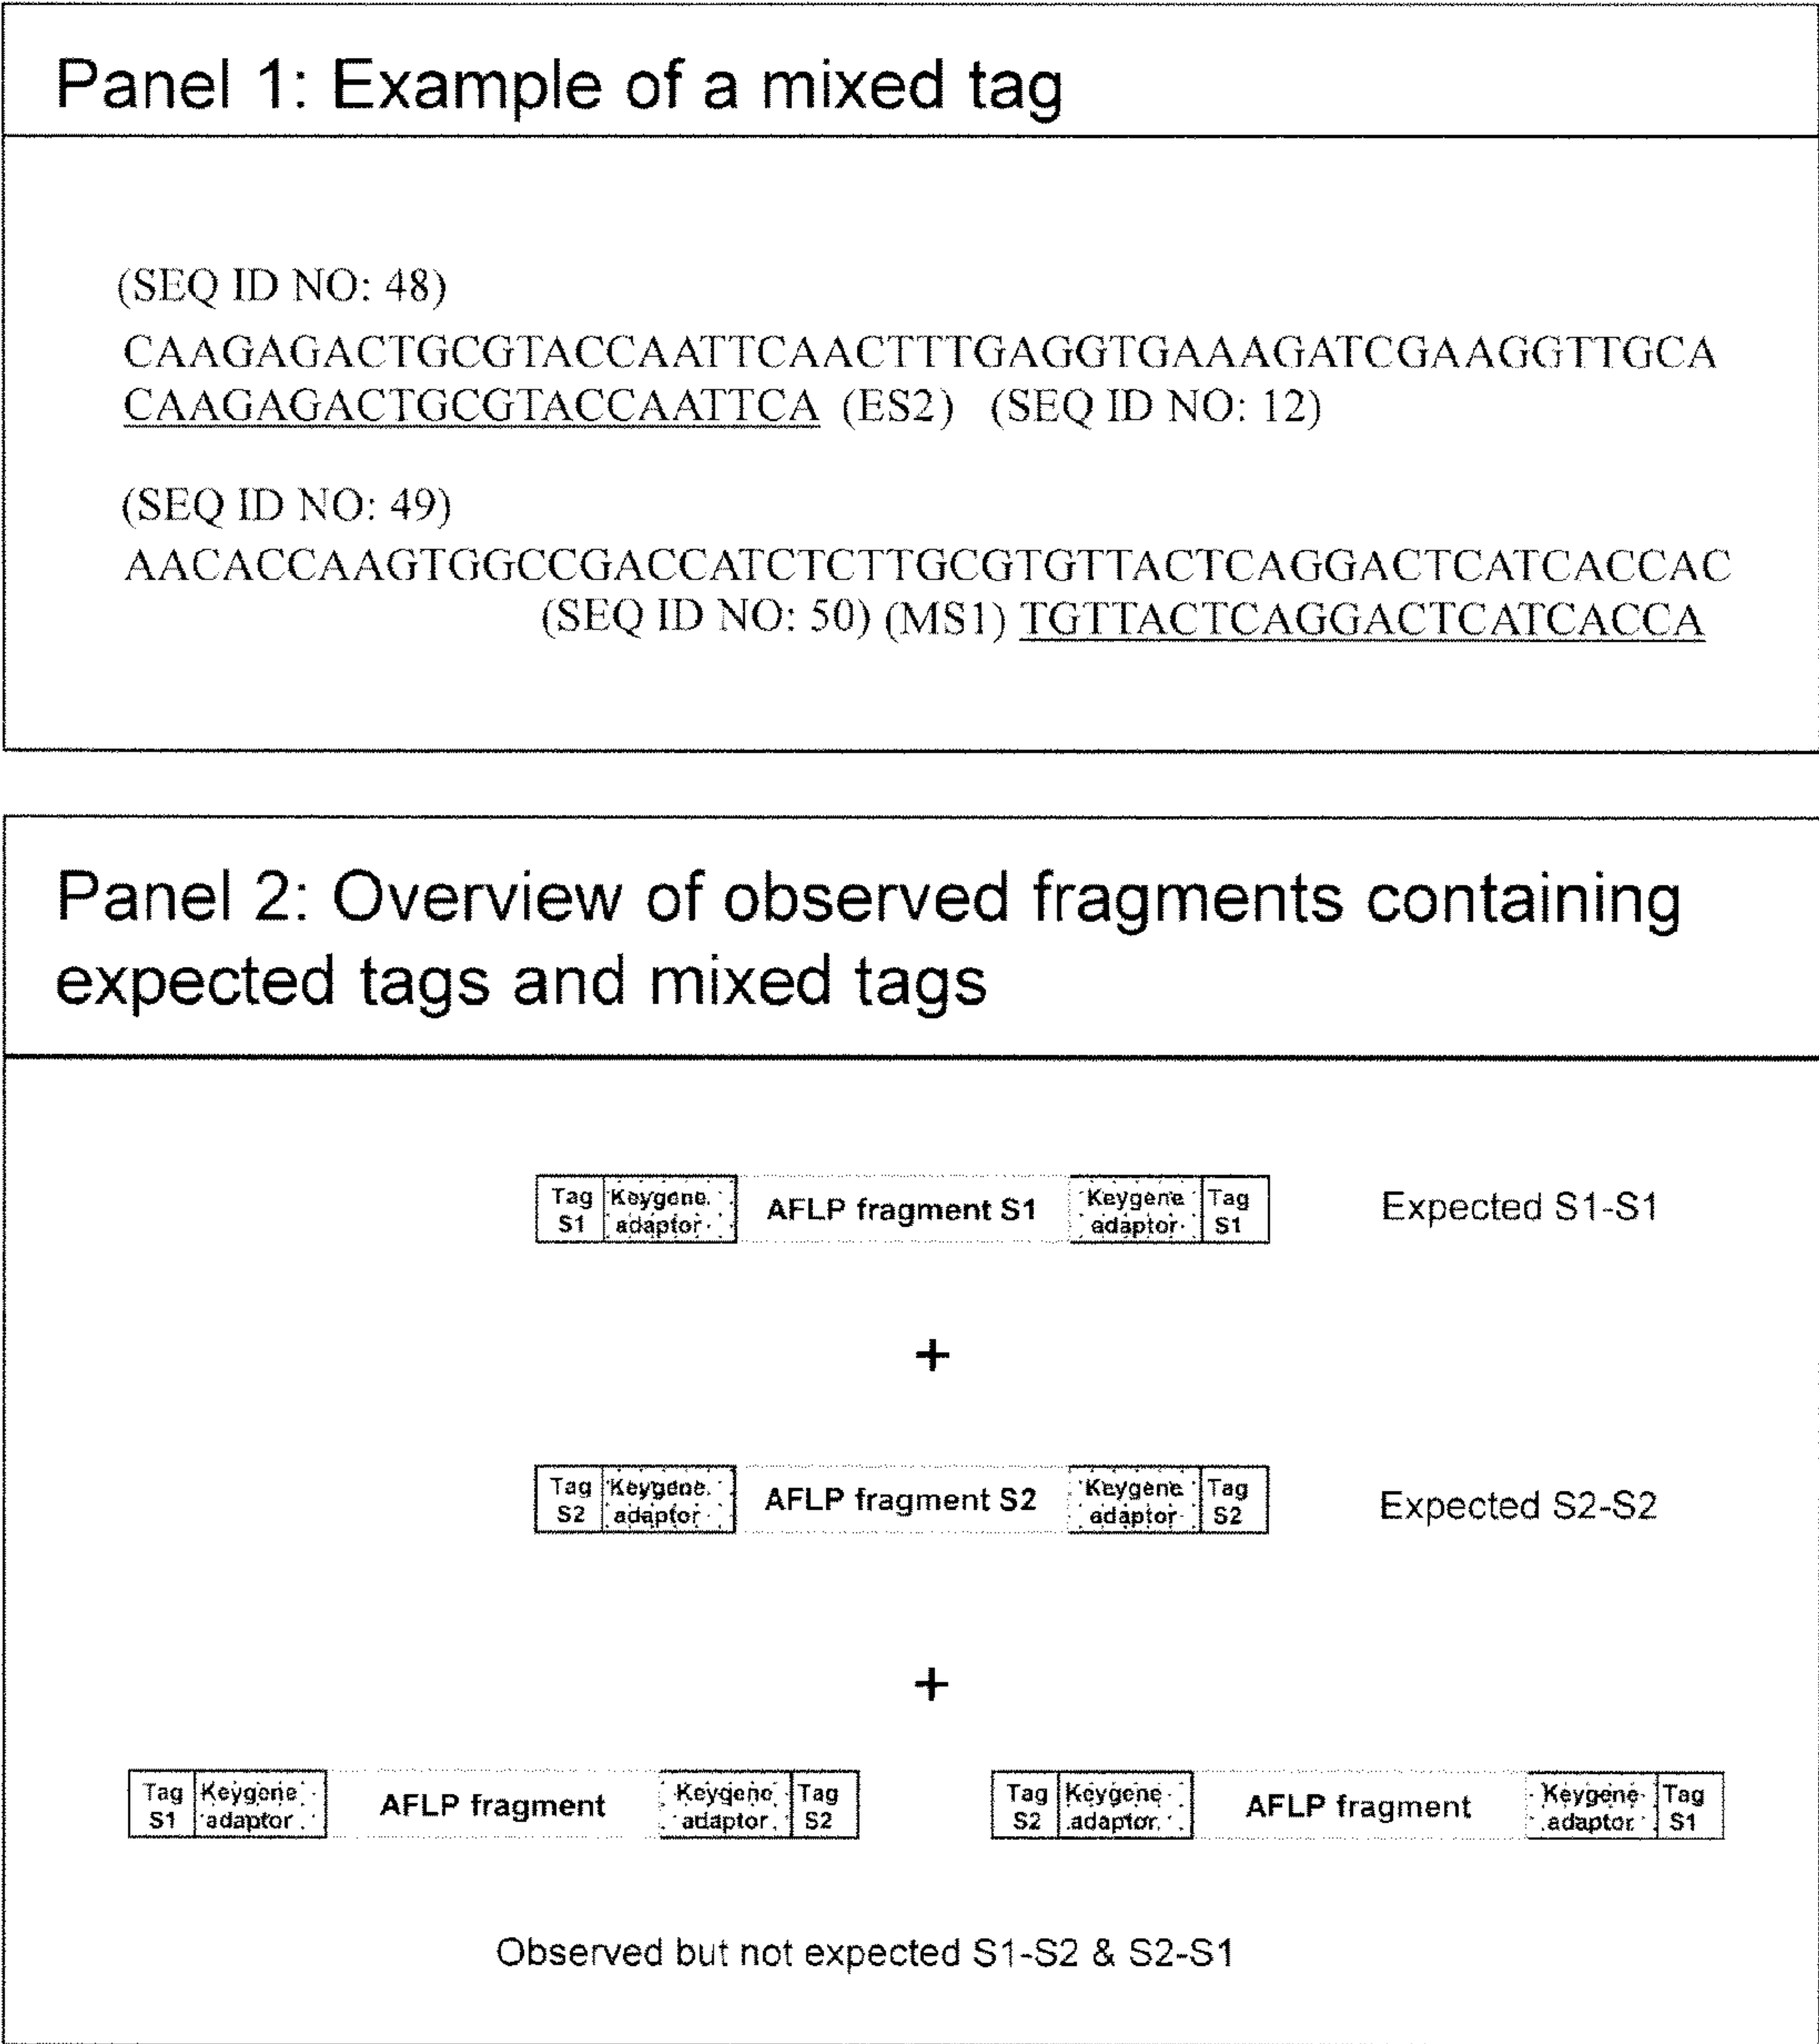 Panel 1: Example of a mixed tag
(SEQ ID NO: 48)
CAAGAGACTGCGTACCAATTCAACTTTGAGGTGAAAGATCGAAGGTTGCA
CAAGAGACTGCGTACCAATTCA (ES2) (SEQ ID NO: 12)
(SEQ ID NO: 49)
AACACCAAGTGGCCGACCATCTCTTGCGTGTTACTCAGGACTCATCACCAC
(SEQ ID NO: 50) (MS1) TGTTACTCAGGACTCATCACCA
Panel 2: Overview of observed fragments containing
expected tags and mixed tags
Tag S1 Keygene adaptor AFLP fragment S1 Keygene adaptor Tag S1 Expected S1-S1
+
Tag S2 Keygene adaptor AFLP fragment S2 Keygene adaptor Tag S2 Expected S2-S2
+
Tag S1 Keygene adaptor AFLP fragment Keygene adaptor Tag S2 Tag S2 Keygene adaptor AFLP fragment Keygene adaptor Tag S1
Observed but not expected S1-S2 & S2-S1